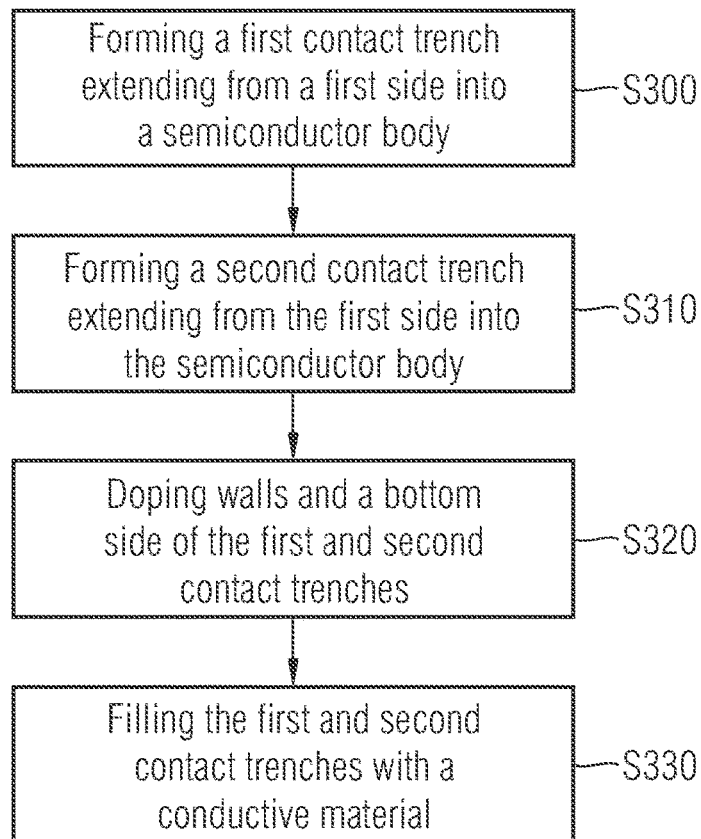 Forming a first contact trench
extending from a first side into
a semiconductor body
S300
Forming a second contact trench
extending from the first side into
the semiconductor body
S310
Doping walls and a bottom
side of the first and second
contact trenches
S320
Filling the first and second
contact trenches with a
conductive material
S330